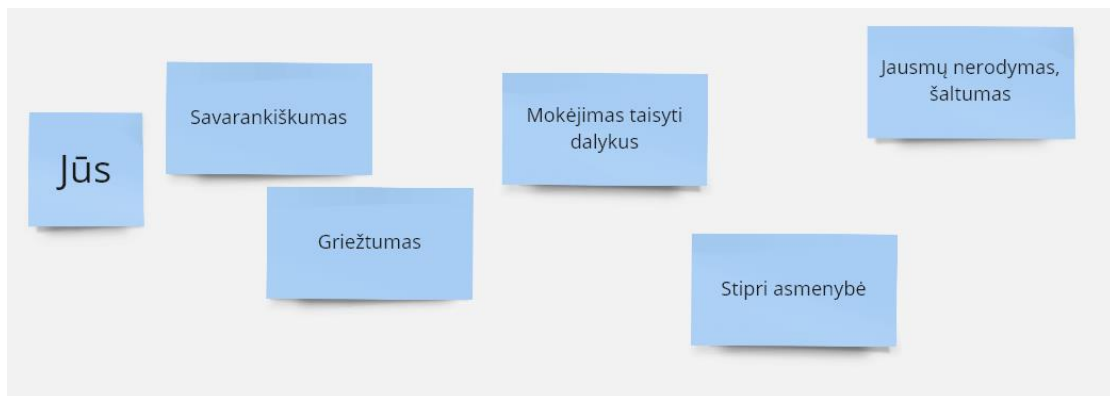 Jūs
Savarankiškumas
Griežtumas
Mokėjimas taisyti
dalykus
Stipri asmenybė
Jausmų nerodymas,
šaltumas